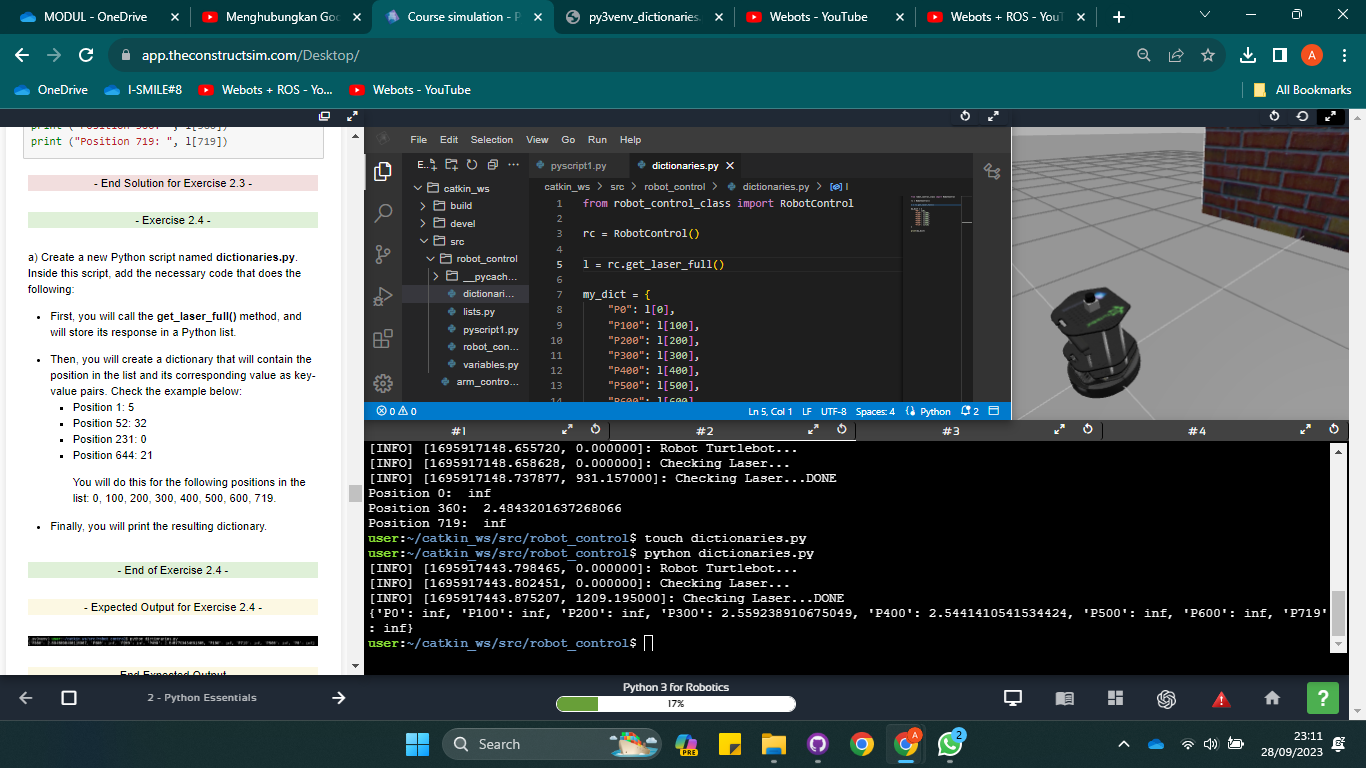 MODUL - OneDrive
Menghubungkan Goo
Course simulation - P
py3venv_dictionaries.
Webots - YouTube
Webots + ROS - YouT
app.theconstructsim.com/Desktop/
A
OneDrive
I-SMILE#8
Webots + ROS - Yo...
Webots - YouTube
All Bookmarks
print ("Position 360: ", l[360])
print ("Position 719: ", l[719])
- End Solution for Exercise 2.3 -
- Exercise 2.4 -
a) Create a new Python script named dictionaries.py.
Inside this script, add the necessary code that does the
following:
First, you will call the get_laser_full() method, and
will store its response in a Python list.
Then, you will create a dictionary that will contain the
position in the list and its corresponding value as key-
value pairs. Check the example below:
Position 1: 5
Position 52: 32
Position 231: 0
Position 644: 21
You will do this for the following positions in the
list: 0, 100, 200, 300, 400, 500, 600, 719.
Finally, you will print the resulting dictionary.
- End of Exercise 2.4 -
- Expected Output for Exercise 2.4 -
End Expected Output
File Edit Selection View Go Run Help
E..
catkin_ws
build
devel
src
robot_control
__pycach...
dictionari...
lists.py
pyscript1.py
robot_con...
variables.py
arm_contro...
pyscript1.py
dictionaries.py
catkin_ws > src > robot_control > dictionaries.py > l
1 from robot_control_class import RobotControl
2
3 rc = RobotControl()
4
5 l = rc.get_laser_full()
6
7 my_dict = {
8 "P0": l[0],
9 "P100": l[100],
10 "P200": l[200],
11 "P300": l[300],
12 "P400": l[400],
13 "P500": l[500],
14 "P600": l[600],
0 0
Ln 5, Col 1 LF UTF-8 Spaces: 4 Python 2
#1
#2
#3
#4
[INFO] [1695917148.655720, 0.000000]: Robot Turtlebot...
[INFO] [1695917148.658628, 0.000000]: Checking Laser...
[INFO] [1695917148.737877, 931.157000]: Checking Laser...DONE
Position 0:  inf
Position 360:  2.4843201637268066
Position 719:  inf
user:~/catkin_ws/src/robot_control$ touch dictionaries.py
user:~/catkin_ws/src/robot_control$ python dictionaries.py
[INFO] [1695917443.798465, 0.000000]: Robot Turtlebot...
[INFO] [1695917443.802451, 0.000000]: Checking Laser...
[INFO] [1695917443.875207, 1209.195000]: Checking Laser...DONE
{'P0': inf, 'P100': inf, 'P200': inf, 'P300': 2.559238910675049, 'P400': 2.5441410541534424, 'P500': inf, 'P600': inf, 'P719'
: inf}
user:~/catkin_ws/src/robot_control$
2 - Python Essentials
Python 3 for Robotics
17%
?
Search
PRE
A
2
23:11
28/09/2023